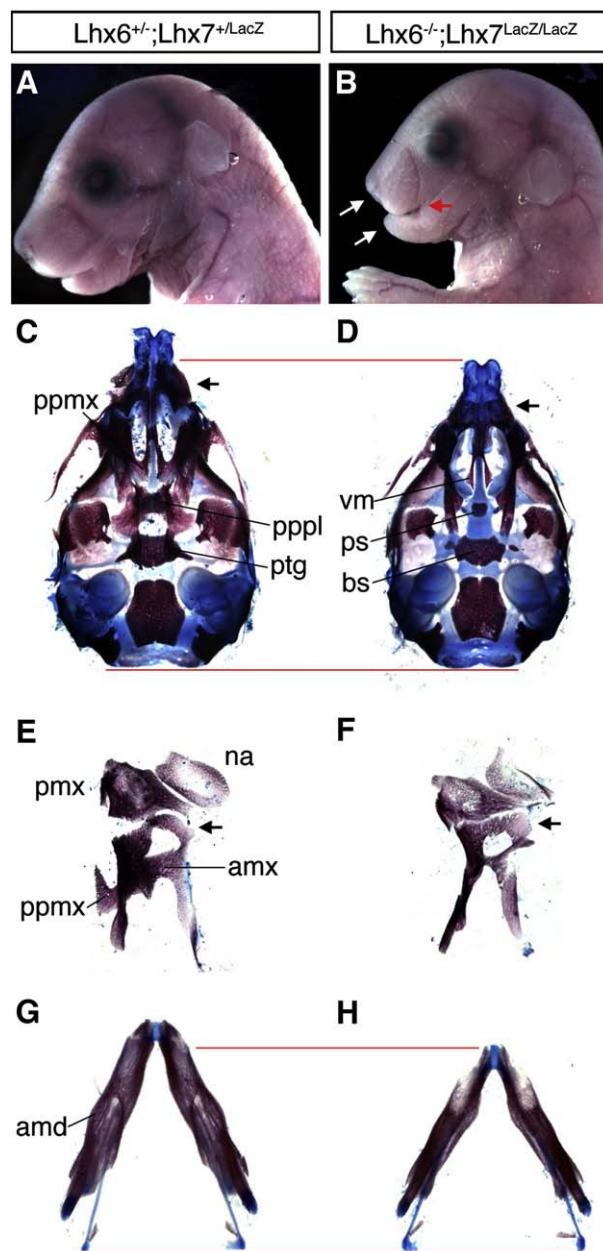 Lhx6+/-;Lhx7+/LacZ
Lhx6-/-;Lhx7LacZ/LacZ
A
B
C
D
ppmx
pppl
ptg
vm
ps
bs
E
F
na
pmx
amx
ppmx
G
H
amd